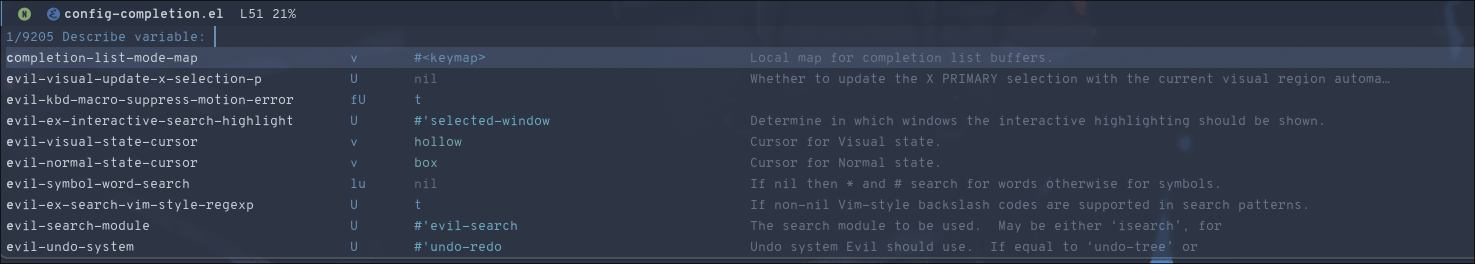 N config-completion.el L51 21%
1/9205 Describe variable:
completion-list-mode-map v #<keymap> Local map for completion list buffers.
evil-visual-update-x-selection-p U nil Whether to update the X PRIMARY selection with the current visual region automa…
evil-kbd-macro-suppress-motion-error fU t
evil-ex-interactive-search-highlight U #'selected-window Determine in which windows the interactive highlighting should be shown.
evil-visual-state-cursor v hollow Cursor for Visual state.
evil-normal-state-cursor v box Cursor for Normal state.
evil-symbol-word-search lu nil If nil then * and # search for words otherwise for symbols.
evil-ex-search-vim-style-regexp U t If non-nil Vim-style backslash codes are supported in search patterns.
evil-search-module U #'evil-search The search module to be used.  May be either ‘isearch’, for
evil-undo-system U #'undo-redo Undo system Evil should use.  If equal to ‘undo-tree’ or